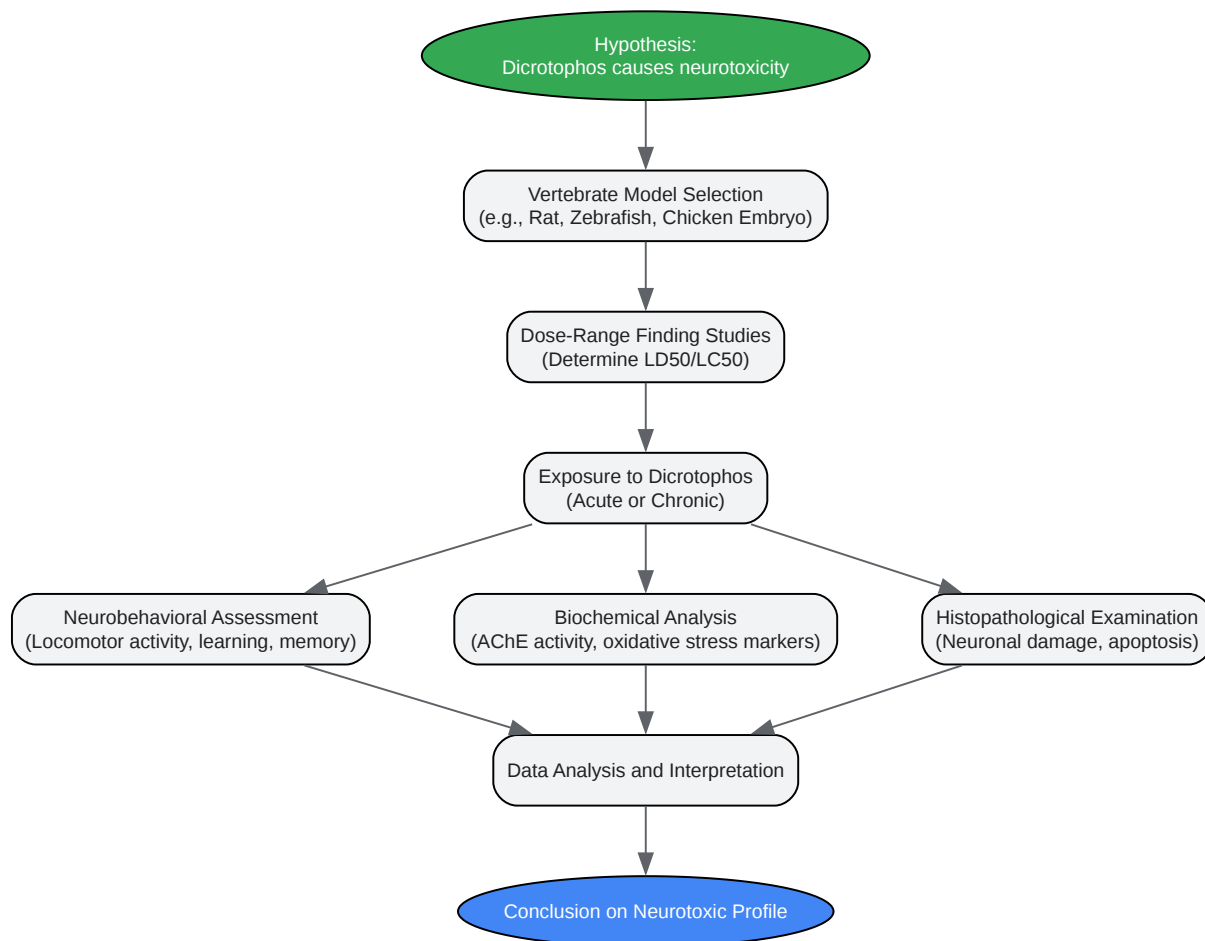 Hypothesis:
Dicrotophos causes neurotoxicity
Vertebrate Model Selection
(e.g., Rat, Zebrafish, Chicken Embryo)
Dose-Range Finding Studies
(Determine LD50/LC50)
Exposure to Dicrotophos
(Acute or Chronic)
Neurobehavioral Assessment
(Locomotor activity, learning, memory)
Biochemical Analysis
(AChE activity, oxidative stress markers)
Histopathological Examination
(Neuronal damage, apoptosis)
Data Analysis and Interpretation
Conclusion on Neurotoxic Profile